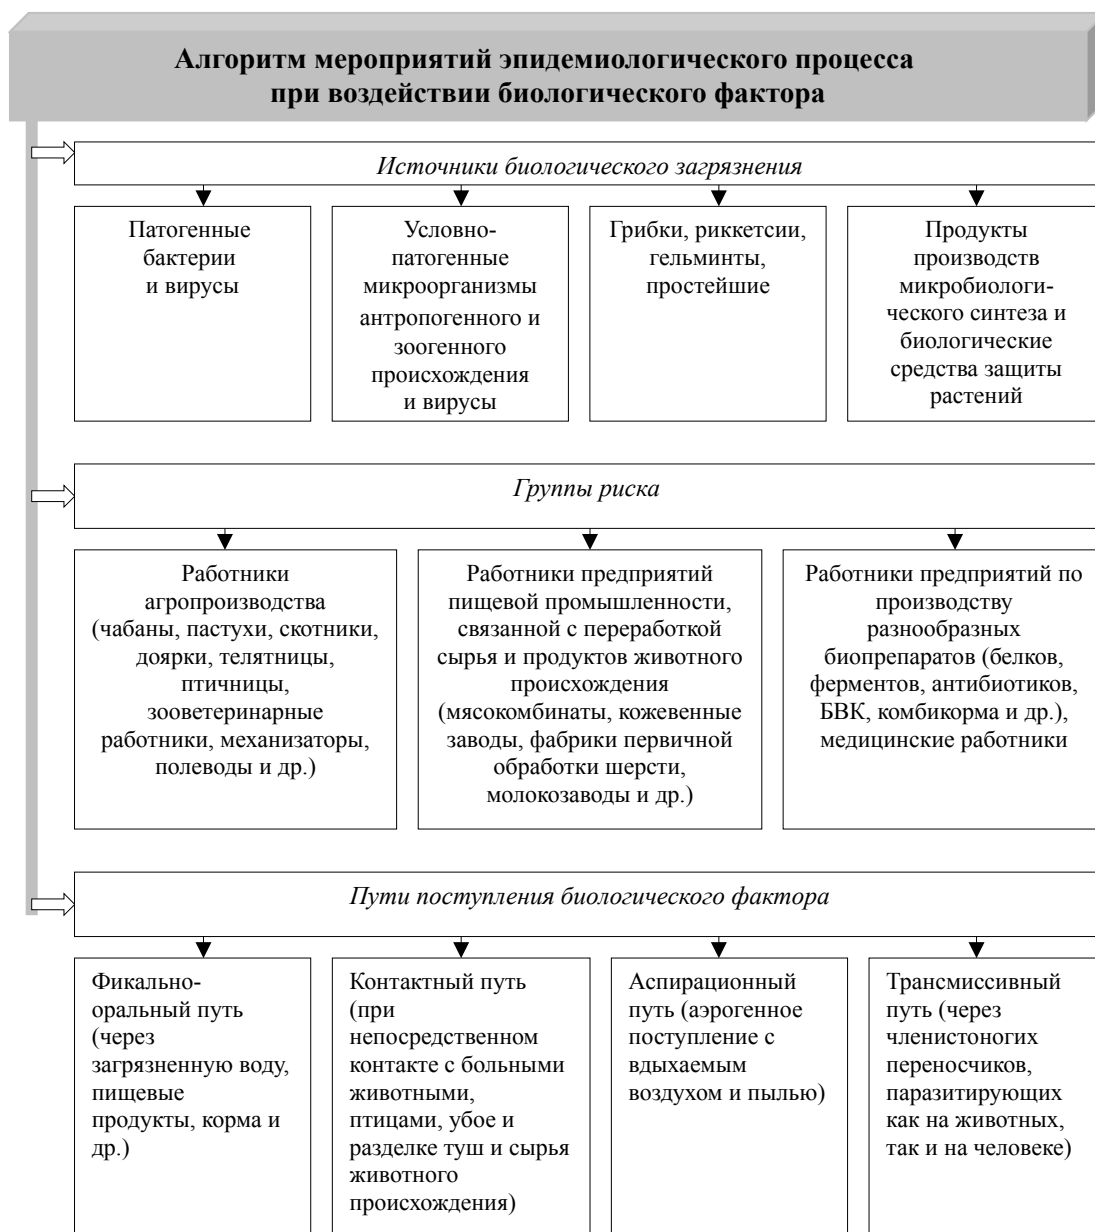 Алгоритм мероприятий эпидемиологического процесса
при воздействии биологического фактора
Источники биологического загрязнения
Патогенные
бактерии
и вирусы
Условно-
патогенные
микроорганизмы
антропогенного и
зоогенного
происхождения
и вирусы
Грибки, риккетсии,
гельминты,
простейшие
Продукты
производств
микробиологи-
ческого синтеза и
биологические
средства защиты
растений
Группы риска
Работники
агропроизводства
(чабаны, пастухи, скотники,
доярки, телятницы,
птичницы,
зооветеринарные
работники, механизаторы,
полеводы и др.)
Работники предприятий
пищевой промышленности,
связанной с переработкой
сырья и продуктов животного
происхождения
(мясокомбинаты, кожевенные
заводы, фабрики первичной
обработки шерсти,
молокозаводы и др.)
Работники предприятий по
производству
разнообразных
биопрепаратов (белков,
ферментов, антибиотиков,
БВК, комбикорма и др.),
медицинские работники
Пути поступления биологического фактора
Фикально-
оральный путь
(через
загрязненную воду,
пищевые
продукты, корма и
др.)
Контактный путь
(при
непосредственном
контакте с больными
животными,
птицами, убое и
разделке туш и сырья
животного
происхождения)
Аспирационный
путь (аэрогенное
поступление с
вдыхаемым
воздухом и пылью)
Трансмиссивный
путь (через
членистоногих
переносчиков,
паразитирующих
как на животных,
так и на человеке)